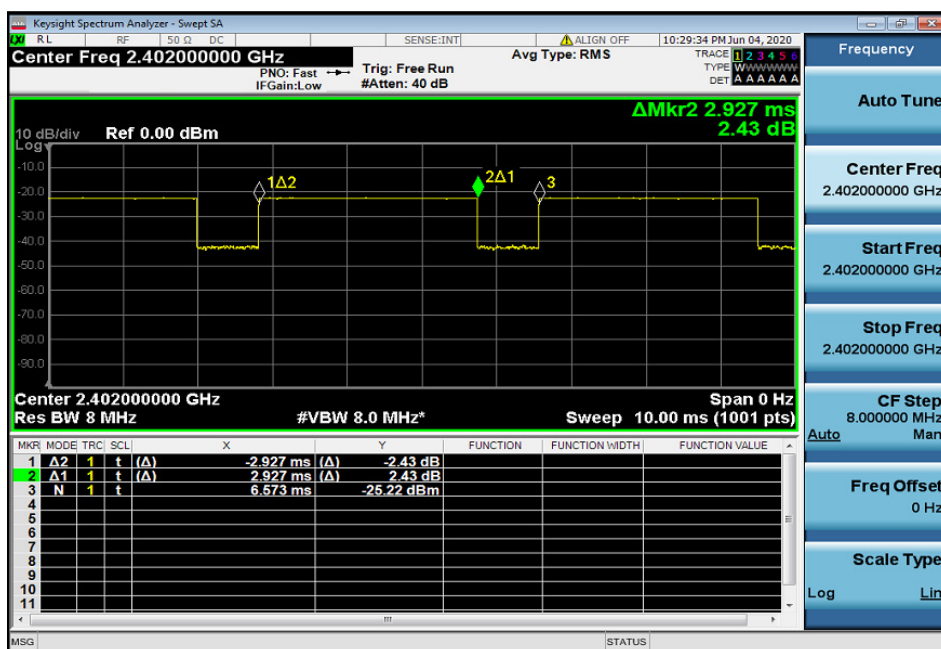 Keysight Spectrum Analyzer - Swept SA
LXI RL RF 50 Ω DC SENSE:INT ALIGN OFF 10:29:34 PM Jun 04, 2020
Center Freq 2.402000000 GHz
PNO: Fast
IFGain:Low
Trig: Free Run
#Atten: 40 dB
Avg Type: RMS
TRACE 1 2 3 4 5 6
TYPE WWWWWW
DET A A A A A A
ΔMkr2 2.927 ms
2.43 dB
10 dB/div Ref 0.00 dBm
Log
-10.0
-20.0
-30.0
-40.0
-50.0
-60.0
-70.0
-80.0
-90.0
1Δ2
2Δ1
3
Center 2.402000000 GHz Span 0 Hz
Res BW 8 MHz #VBW 8.0 MHz* Sweep 10.00 ms (1001 pts)
MKR MODE TRC SCL X Y FUNCTION FUNCTION WIDTH FUNCTION VALUE
1 Δ2 1 t (Δ) -2.927 ms (Δ) -2.43 dB
2 Δ1 1 t (Δ) 2.927 ms (Δ) 2.43 dB
3 N 1 t 6.573 ms -25.22 dBm
4
5
6
7
8
9
10
11
MSG STATUS
Frequency
Auto Tune
Center Freq
2.402000000 GHz
Start Freq
2.402000000 GHz
Stop Freq
2.402000000 GHz
CF Step
8.000000 MHz
Auto Man
Freq Offset
0 Hz
Scale Type
Log Lin